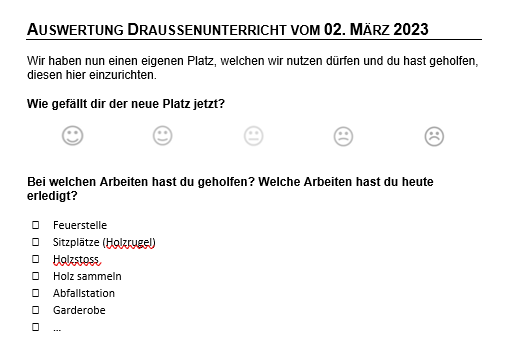 AUSWERTUNG DRAUSSENUNTERRICHT VOM 02. MÄRZ 2023
Wir haben nun einen eigenen Platz, welchen wir nutzen dürfen und du hast geholfen,
diesen hier einzurichten.
Wie gefällt dir der neue Platz jetzt?
Bei welchen Arbeiten hast du geholfen? Welche Arbeiten hast du heute
erledigt?
Feuerstelle
Sitzplätze (Holzrugel)
Holzstoss
Holz sammeln
Abfallstation
Garderobe
...